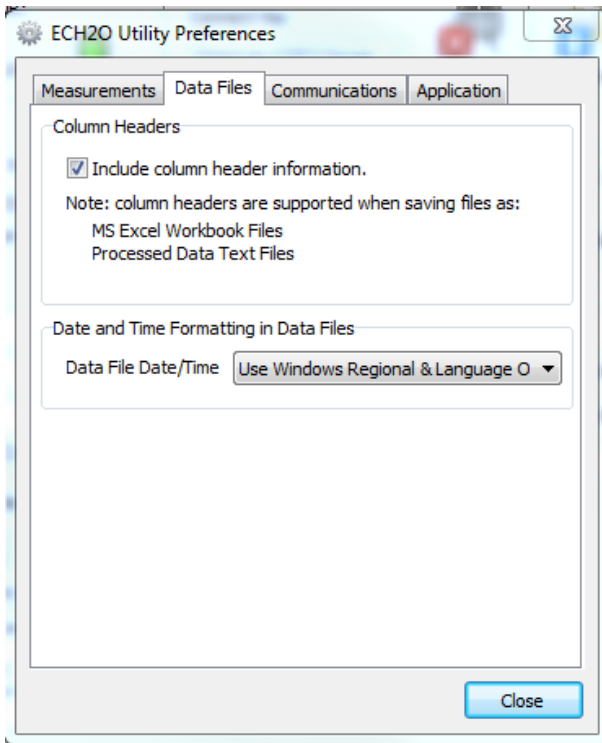 ECH2O Utility Preferences
Measurements Data Files Communications Application
Column Headers
Include column header information.
Note: column headers are supported when saving files as:
MS Excel Workbook Files
Processed Data Text Files
Date and Time Formatting in Data Files
Data File Date/Time Use Windows Regional & Language O
Close